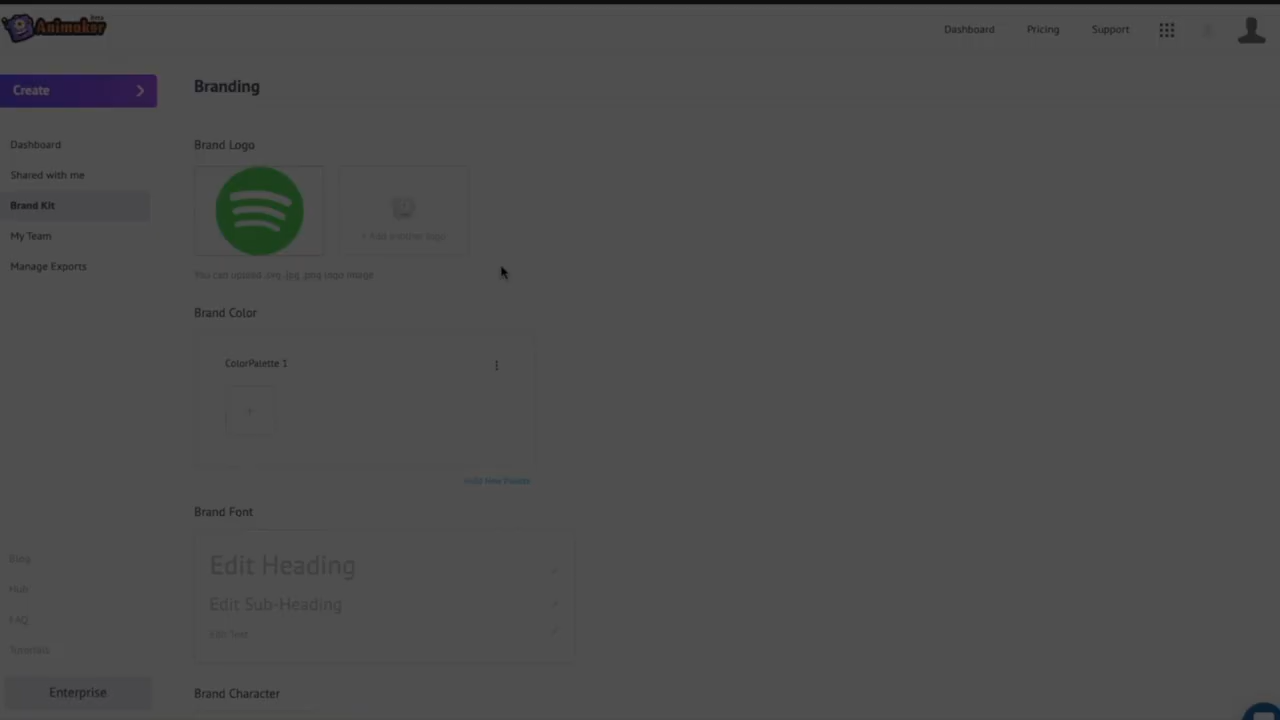 Animaker
Beta
Dashboard
Pricing
Support
Create
Branding
Dashboard
Shared with me
Brand Kit
My Team
Manage Exports
Brand Logo
+ Add another logo
You can upload .svg, .jpg, .png logo image
Brand Color
ColorPalette 1
+
+Add New Palette
Brand Font
Edit Heading
Edit Sub-Heading
Edit Text
Blog
Hub
FAQ
Tutorials
Enterprise
Brand Character